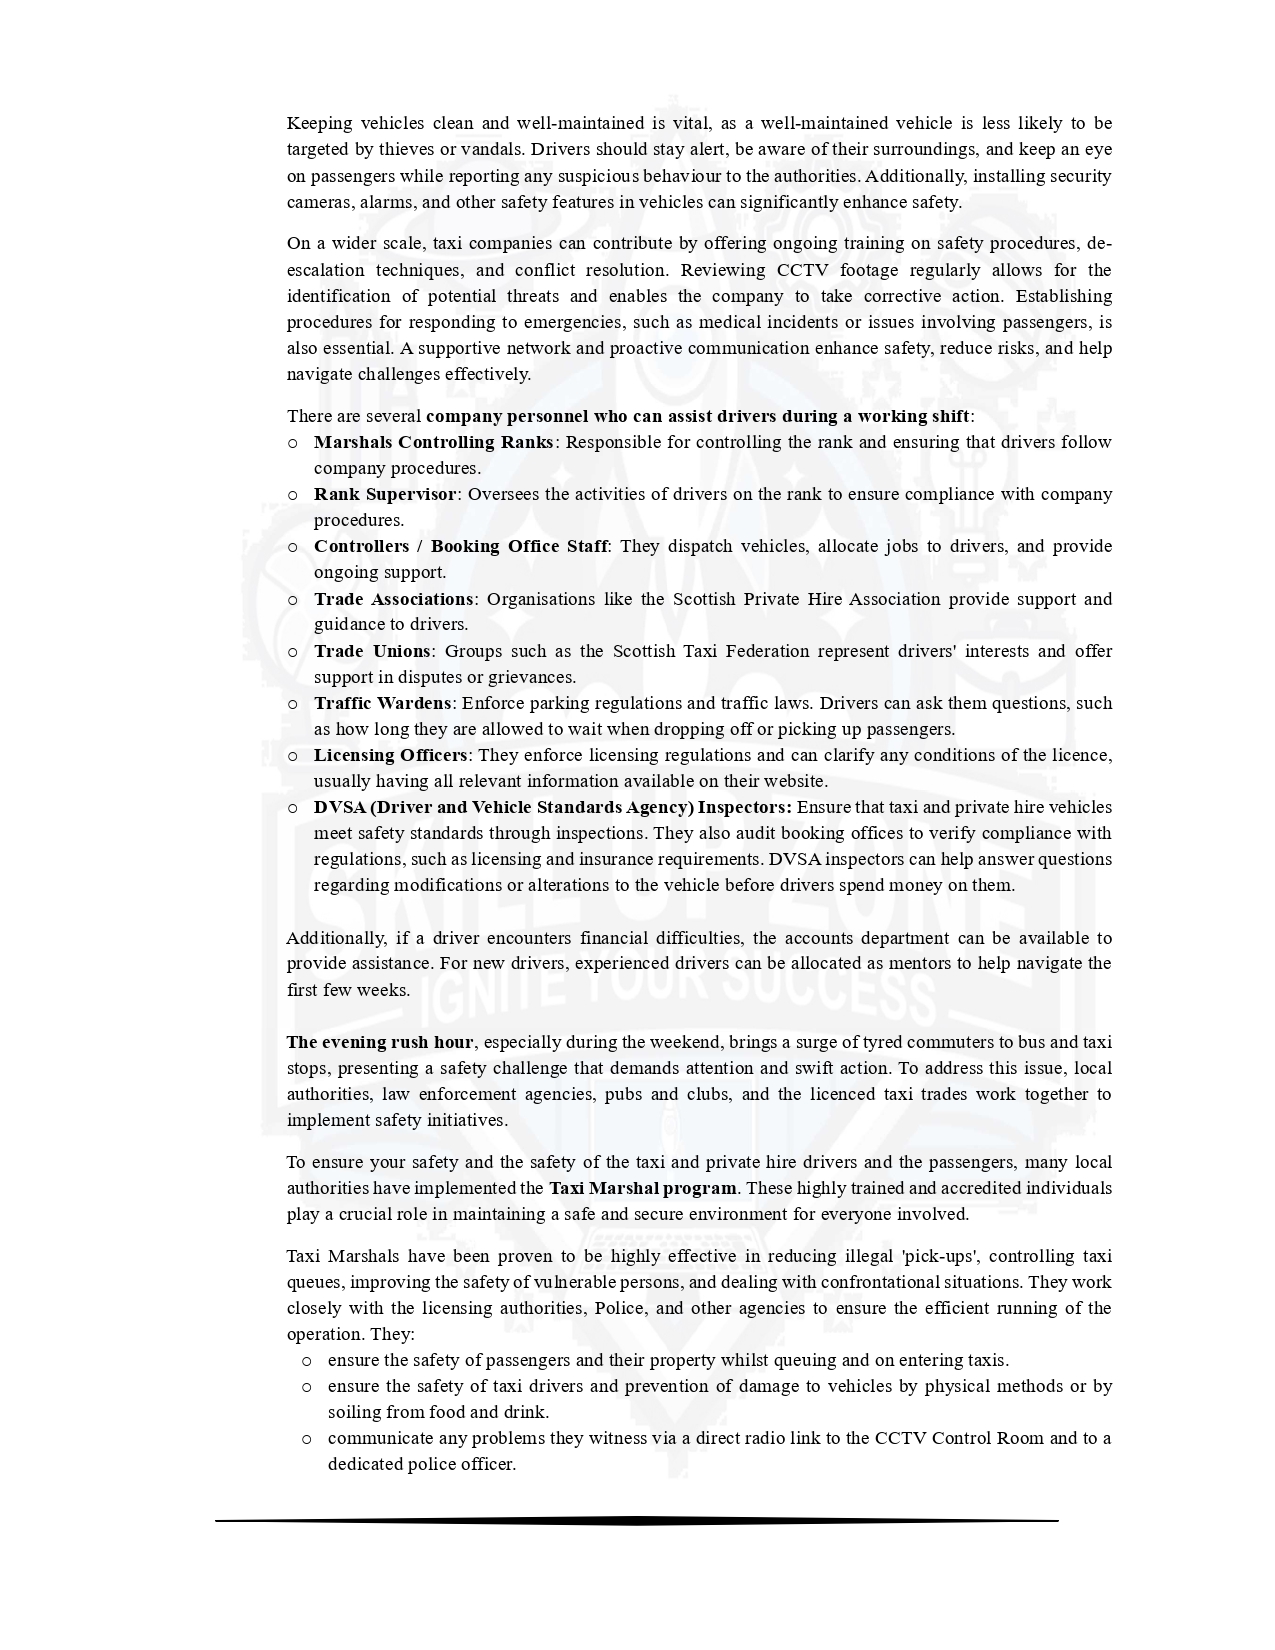 Keeping vehicles clean and well-maintained is vital, as a well-maintained vehicle is less likely to be
targeted by thieves or vandals. Drivers should stay alert, be aware of their surroundings, and keep an eye
on passengers while reporting any suspicious behaviour to the authorities. Additionally, installing security
cameras, alarms, and other safety features in vehicles can significantly enhance safety.
On a wider scale, taxi companies can contribute by offering ongoing training on safety procedures, de-
escalation techniques, and conflict resolution. Reviewing CCTV footage regularly allows for the
identification of potential threats and enables the company to take corrective action. Establishing
procedures for responding to emergencies, such as medical incidents or issues involving passengers, is
also essential. A supportive network and proactive communication enhance safety, reduce risks, and help
navigate challenges effectively.
There are several company personnel who can assist drivers during a working shift:
o Marshals Controlling Ranks: Responsible for controlling the rank and ensuring that drivers follow
company procedures.
o Rank Supervisor: Oversees the activities of drivers on the rank to ensure compliance with company
procedures.
o Controllers / Booking Office Staff: They dispatch vehicles, allocate jobs to drivers, and provide
ongoing support.
o Trade Associations: Organisations like the Scottish Private Hire Association provide support and
guidance to drivers.
o Trade Unions: Groups such as the Scottish Taxi Federation represent drivers' interests and offer
support in disputes or grievances.
o Traffic Wardens: Enforce parking regulations and traffic laws. Drivers can ask them questions, such
as how long they are allowed to wait when dropping off or picking up passengers.
o Licensing Officers: They enforce licensing regulations and can clarify any conditions of the licence,
usually having all relevant information available on their website.
o DVSA (Driver and Vehicle Standards Agency) Inspectors: Ensure that taxi and private hire vehicles
meet safety standards through inspections. They also audit booking offices to verify compliance with
regulations, such as licensing and insurance requirements. DVSA inspectors can help answer questions
regarding modifications or alterations to the vehicle before drivers spend money on them.
SKILL UP ZONE
Additionally, if a driver encounters financial difficulties, the accounts department can be available to
provide assistance. For new drivers, experienced drivers can be allocated as mentors to help navigate the
first few weeks.
IGNITE YOUR SUCCESS
The evening rush hour, especially during the weekend, brings a surge of tyred commuters to bus and taxi
stops, presenting a safety challenge that demands attention and swift action. To address this issue, local
authorities, law enforcement agencies, pubs and clubs, and the licenced taxi trades work together to
implement safety initiatives.
To ensure your safety and the safety of the taxi and private hire drivers and the passengers, many local
authorities have implemented the Taxi Marshal program. These highly trained and accredited individuals
play a crucial role in maintaining a safe and secure environment for everyone involved.
Taxi Marshals have been proven to be highly effective in reducing illegal 'pick-ups', controlling taxi
queues, improving the safety of vulnerable persons, and dealing with confrontational situations. They work
closely with the licensing authorities, Police, and other agencies to ensure the efficient running of the
operation. They:
o ensure the safety of passengers and their property whilst queuing and on entering taxis.
o ensure the safety of taxi drivers and prevention of damage to vehicles by physical methods or by
soiling from food and drink.
o communicate any problems they witness via a direct radio link to the CCTV Control Room and to a
dedicated police officer.